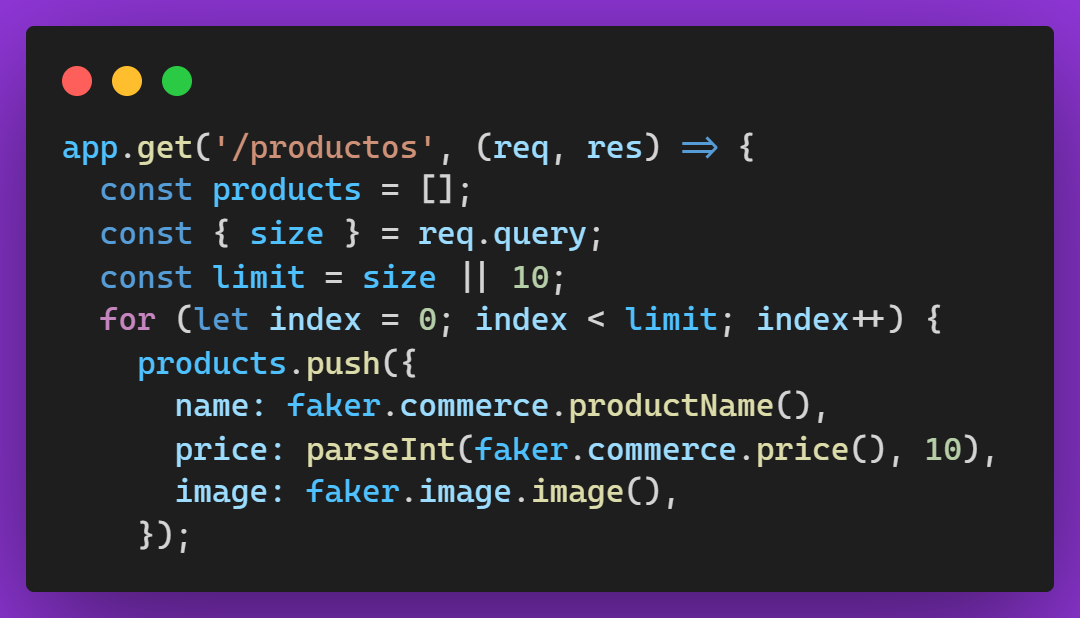 app.get('/productos', (req, res) => {
  const products = [];
  const { size } = req.query;
  const limit = size || 10;
  for (let index = 0; index < limit; index++) {
    products.push({
      name: faker.commerce.productName(),
      price: parseInt(faker.commerce.price(), 10),
      image: faker.image.image(),
    });